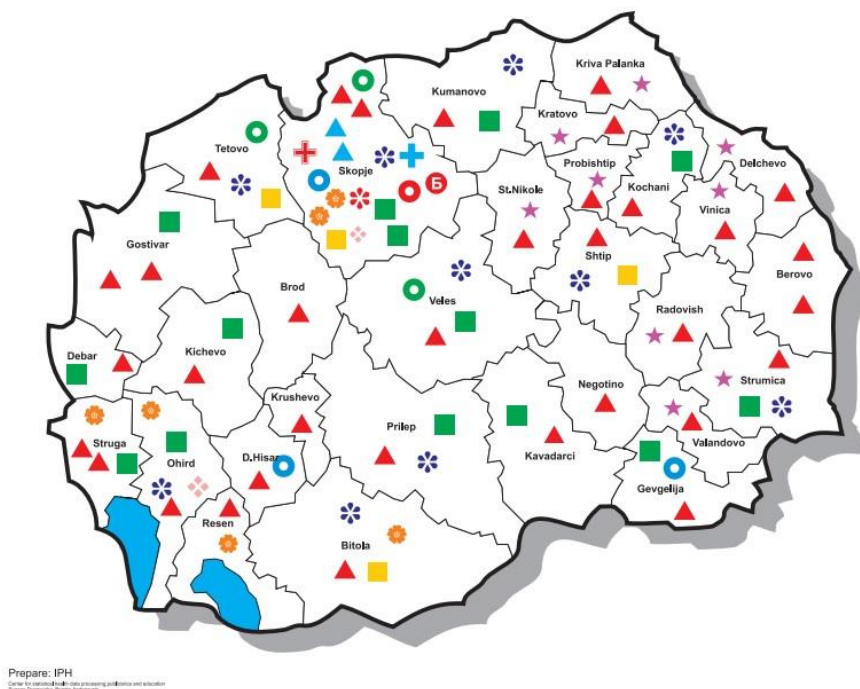 Kriva Palanka
Kumanovo
Kratovo
Tetovo
Skopje
Б
Probishtip
Delchevo
Kochani
St.Nikole
Vinica
Gostivar
Shtip
Berovo
Brod
Veles
Radovish
Debar
Kichevo
Negotino
Strumica
Krushevo
Prilep
Struga
Ohird
D.Hisar
Kavadarci
Valandovo
Gevgelija
Resen
Bitola
Prepare: IPH